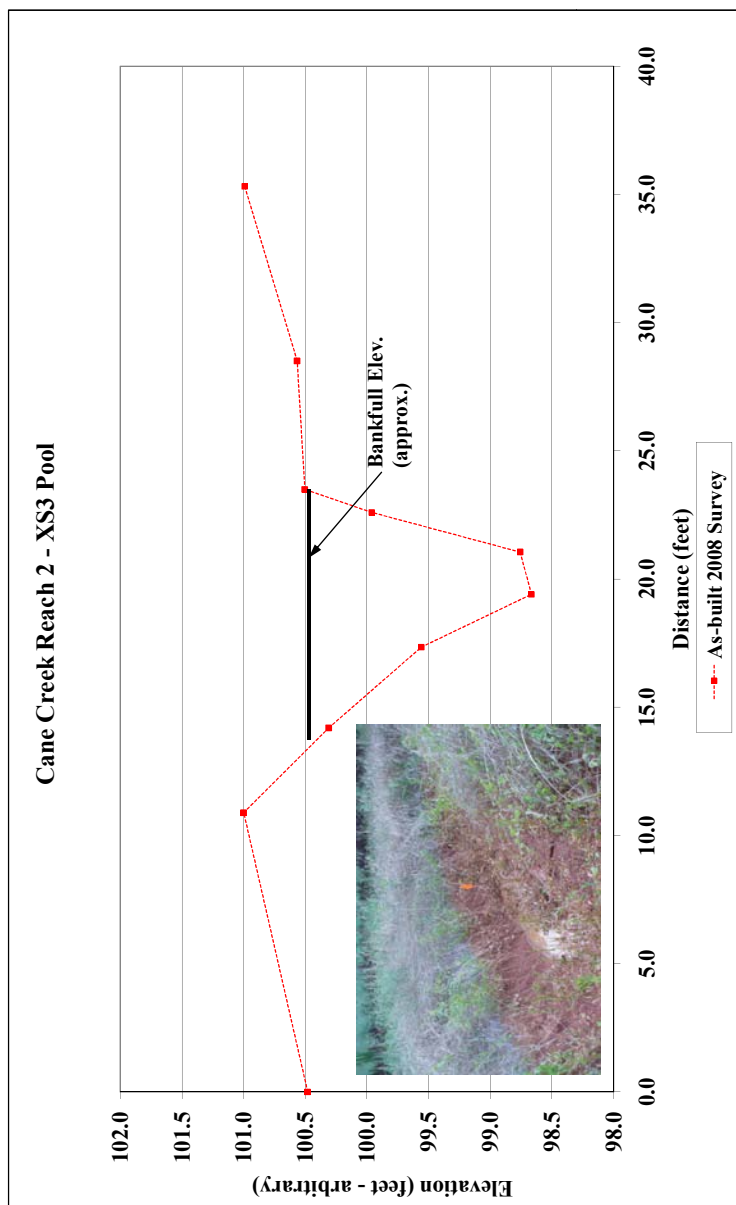 Cane Creek Reach 2 - XS3 Pool
Elevation (feet - arbitrary)
102.0
101.5
101.0
100.5
100.0
99.5
99.0
98.5
98.0
Bankfull Elev.
(approx.)
0.0 5.0 10.0 15.0 20.0 25.0 30.0 35.0 40.0
Distance (feet)
As-built 2008 Survey